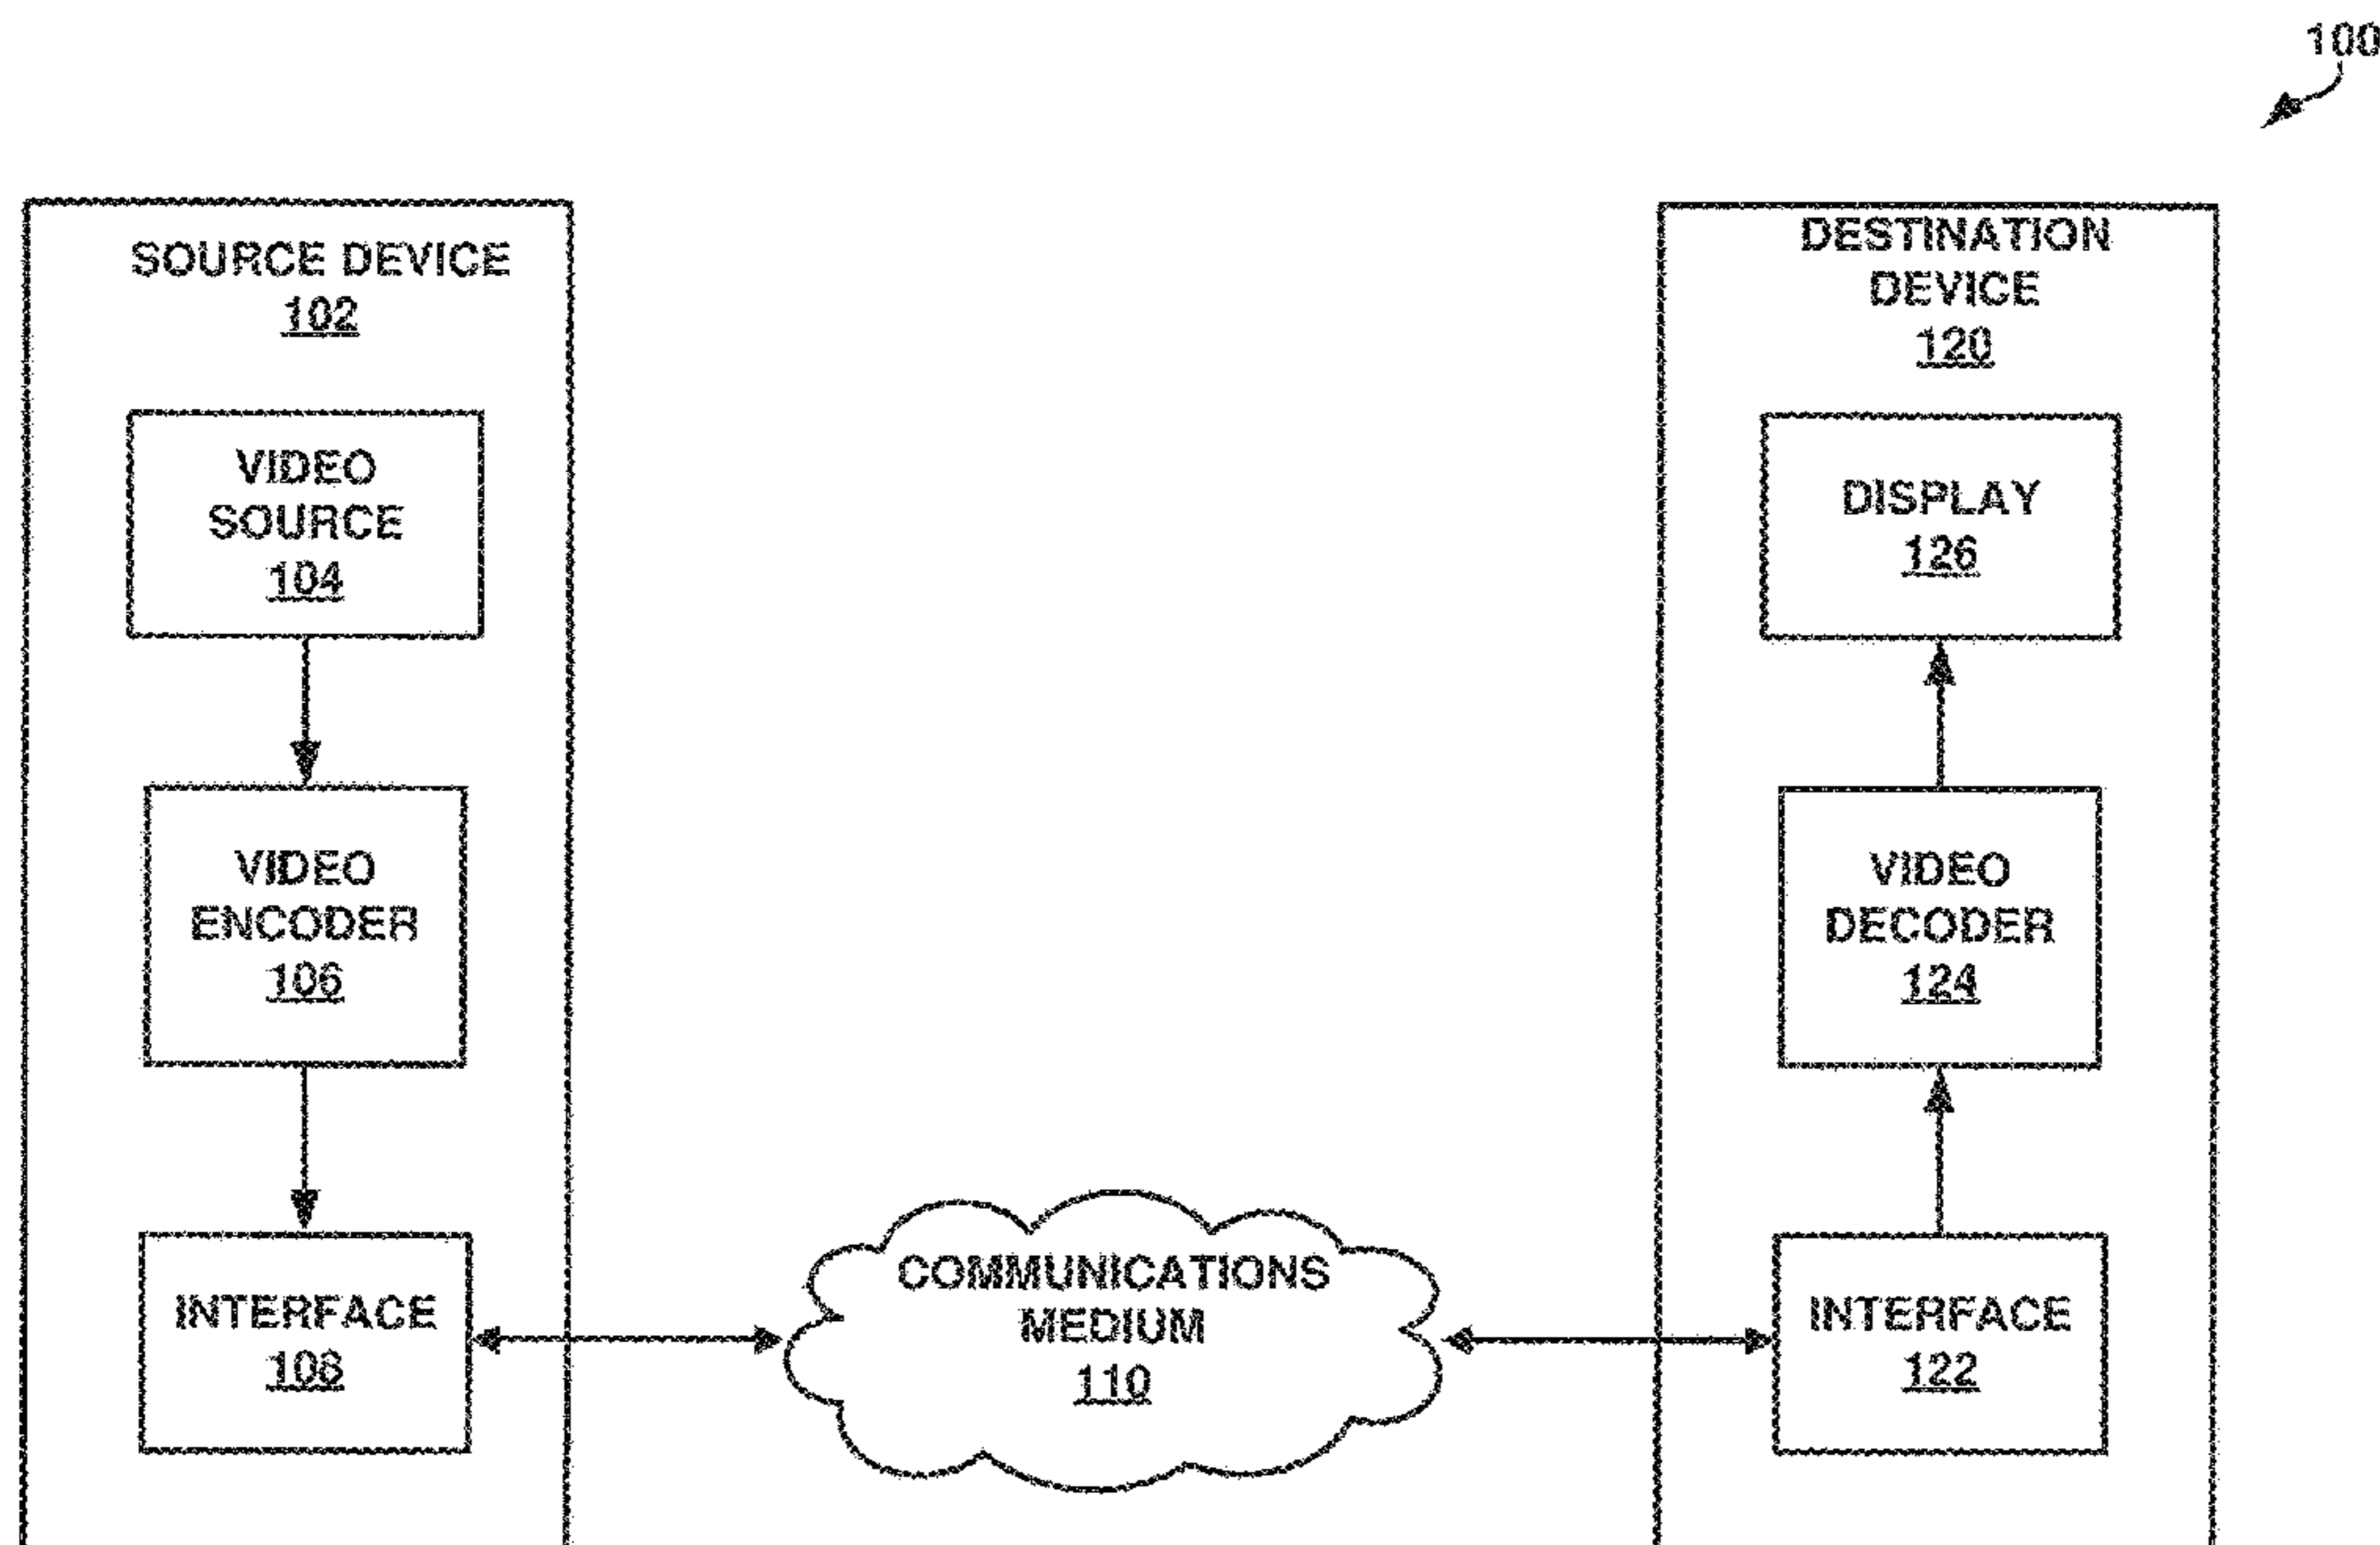 100
SOURCE DEVICE
102
VIDEO
SOURCE
104
VIDEO
ENCODER
106
INTERFACE
108
COMMUNICATIONS
MEDIUM
110
DESTINATION
DEVICE
120
DISPLAY
126
VIDEO
DECODER
124
INTERFACE
122